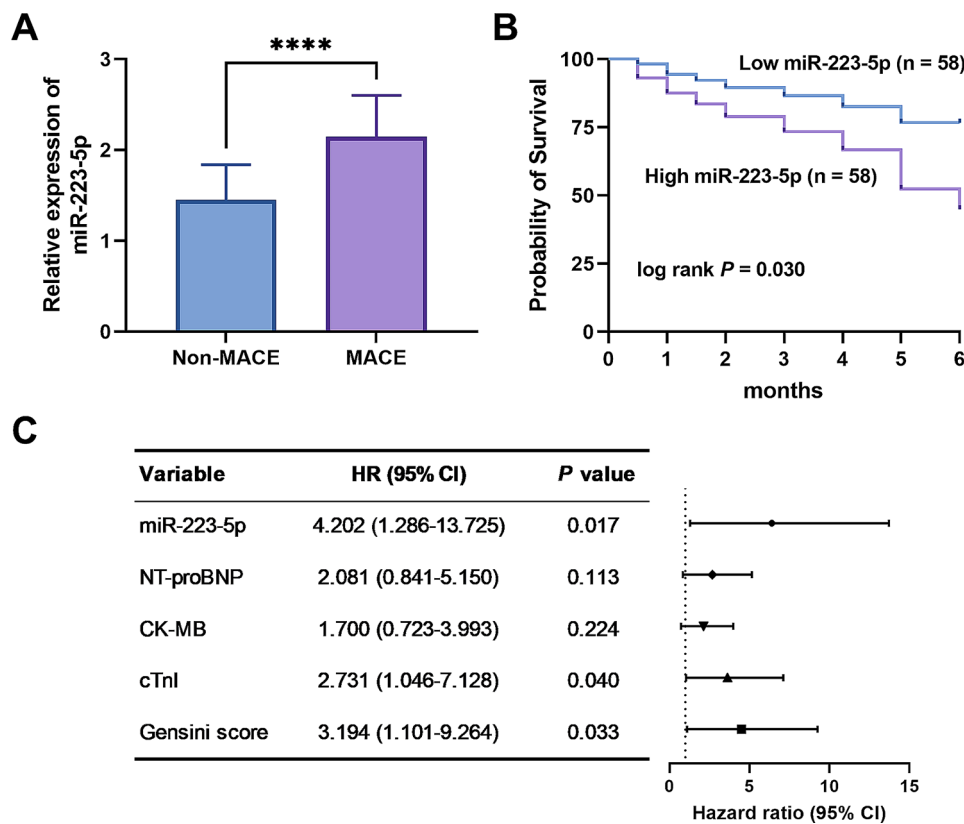 A
****
Relative expression of
miR-223-5p
3
2
1
0
Non-MACE
MACE
B
Probability of Survival
100
75
50
25
0
Low miR-223-5p (n = 58)
High miR-223-5p (n = 58)
log rank P = 0.030
0 1 2 3 4 5 6
months
C
Variable HR (95% CI) P value
miR-223-5p 4.202 (1.286-13.725) 0.017
NT-proBNP 2.081 (0.841-5.150) 0.113
CK-MB 1.700 (0.723-3.993) 0.224
cTnI 2.731 (1.046-7.128) 0.040
Gensini score 3.194 (1.101-9.264) 0.033
0 5 10 15
Hazard ratio (95% CI)